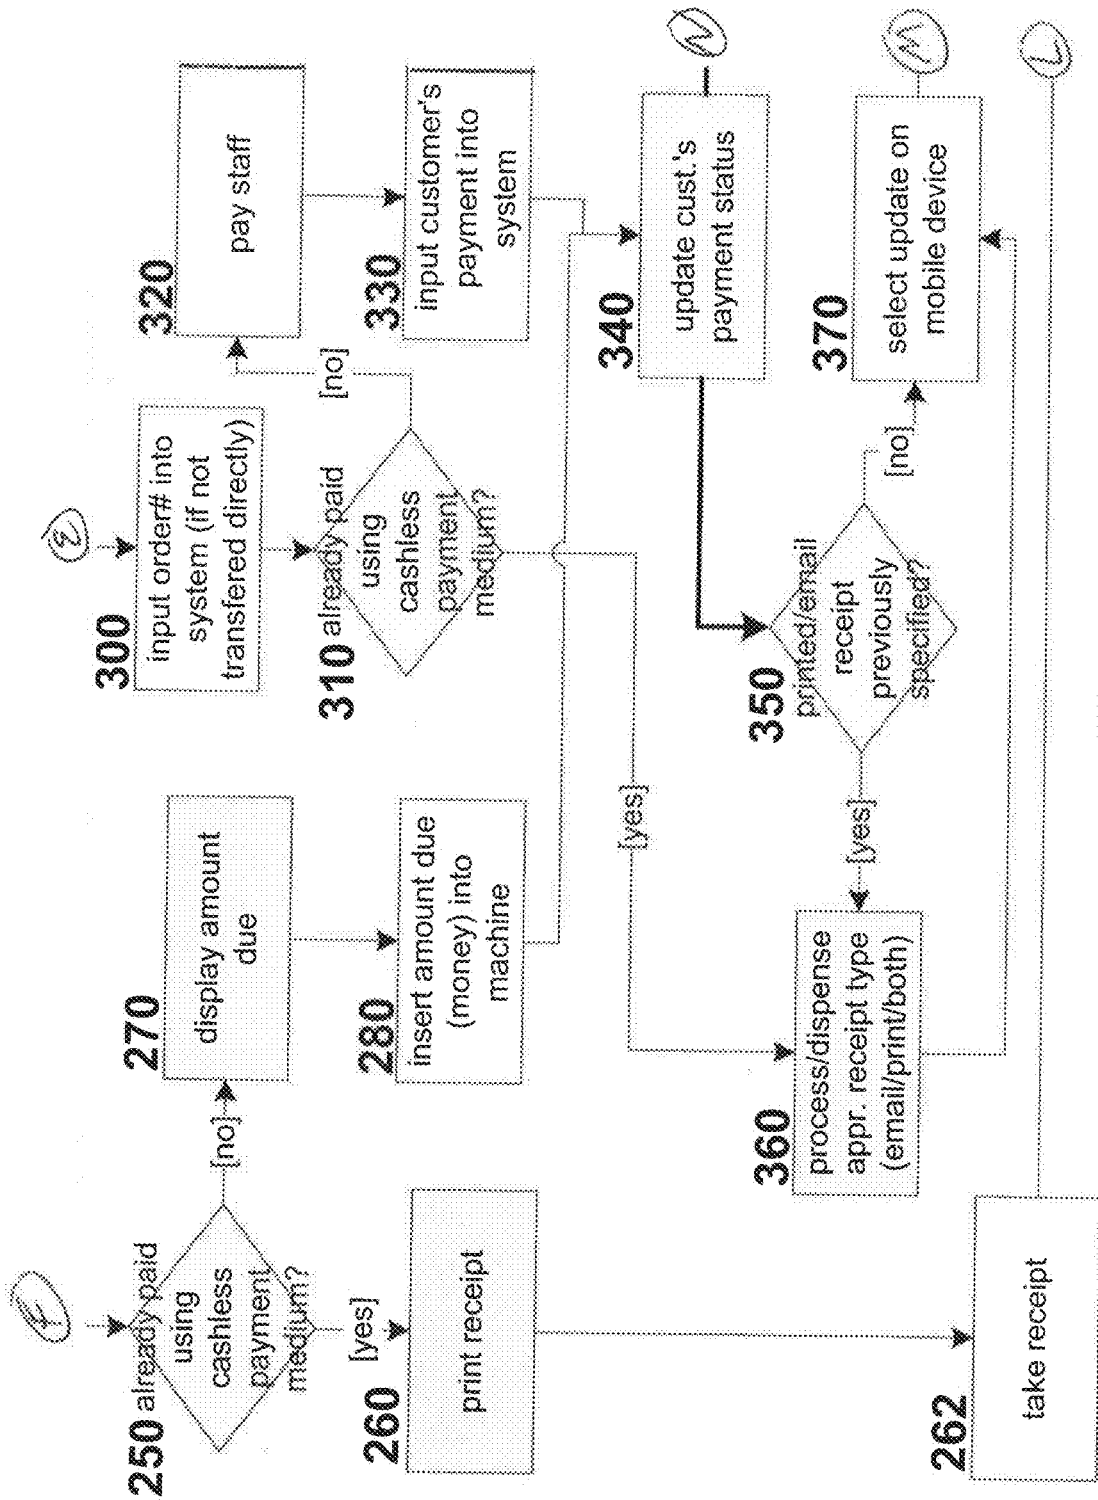 F
250 already paid
using
cashless
payment
medium?
[no]
[yes]
260
print receipt
262
take receipt
270
display amount
due
280
insert amount due
(money) into
machine
E
300
input order# into
system (if not
transfered directly)
310 already paid
using
cashless
payment
medium?
[no]
[yes]
320
pay staff
330
input customer's
payment into
system
340
update cust.'s
payment status
N
350
printed/email
receipt
previously
specified?
[yes]
[no]
360
process/dispense
appr. receipt type
(email/print/both)
370
select update on
mobile device
M
L